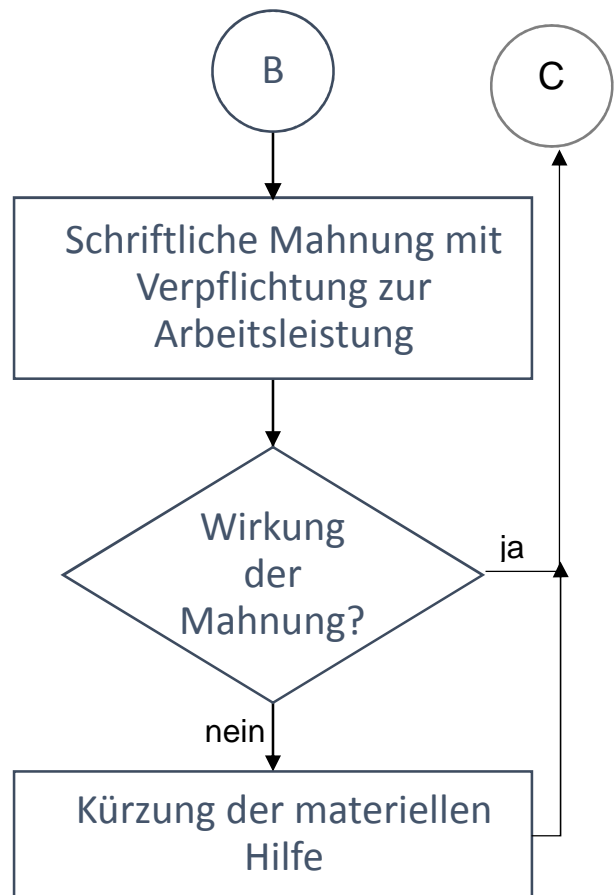 B
C
Schriftliche Mahnung mit
Verpflichtung zur
Arbeitsleistung
Wirkung
der
Mahnung?
ja
nein
Kürzung der materiellen
Hilfe